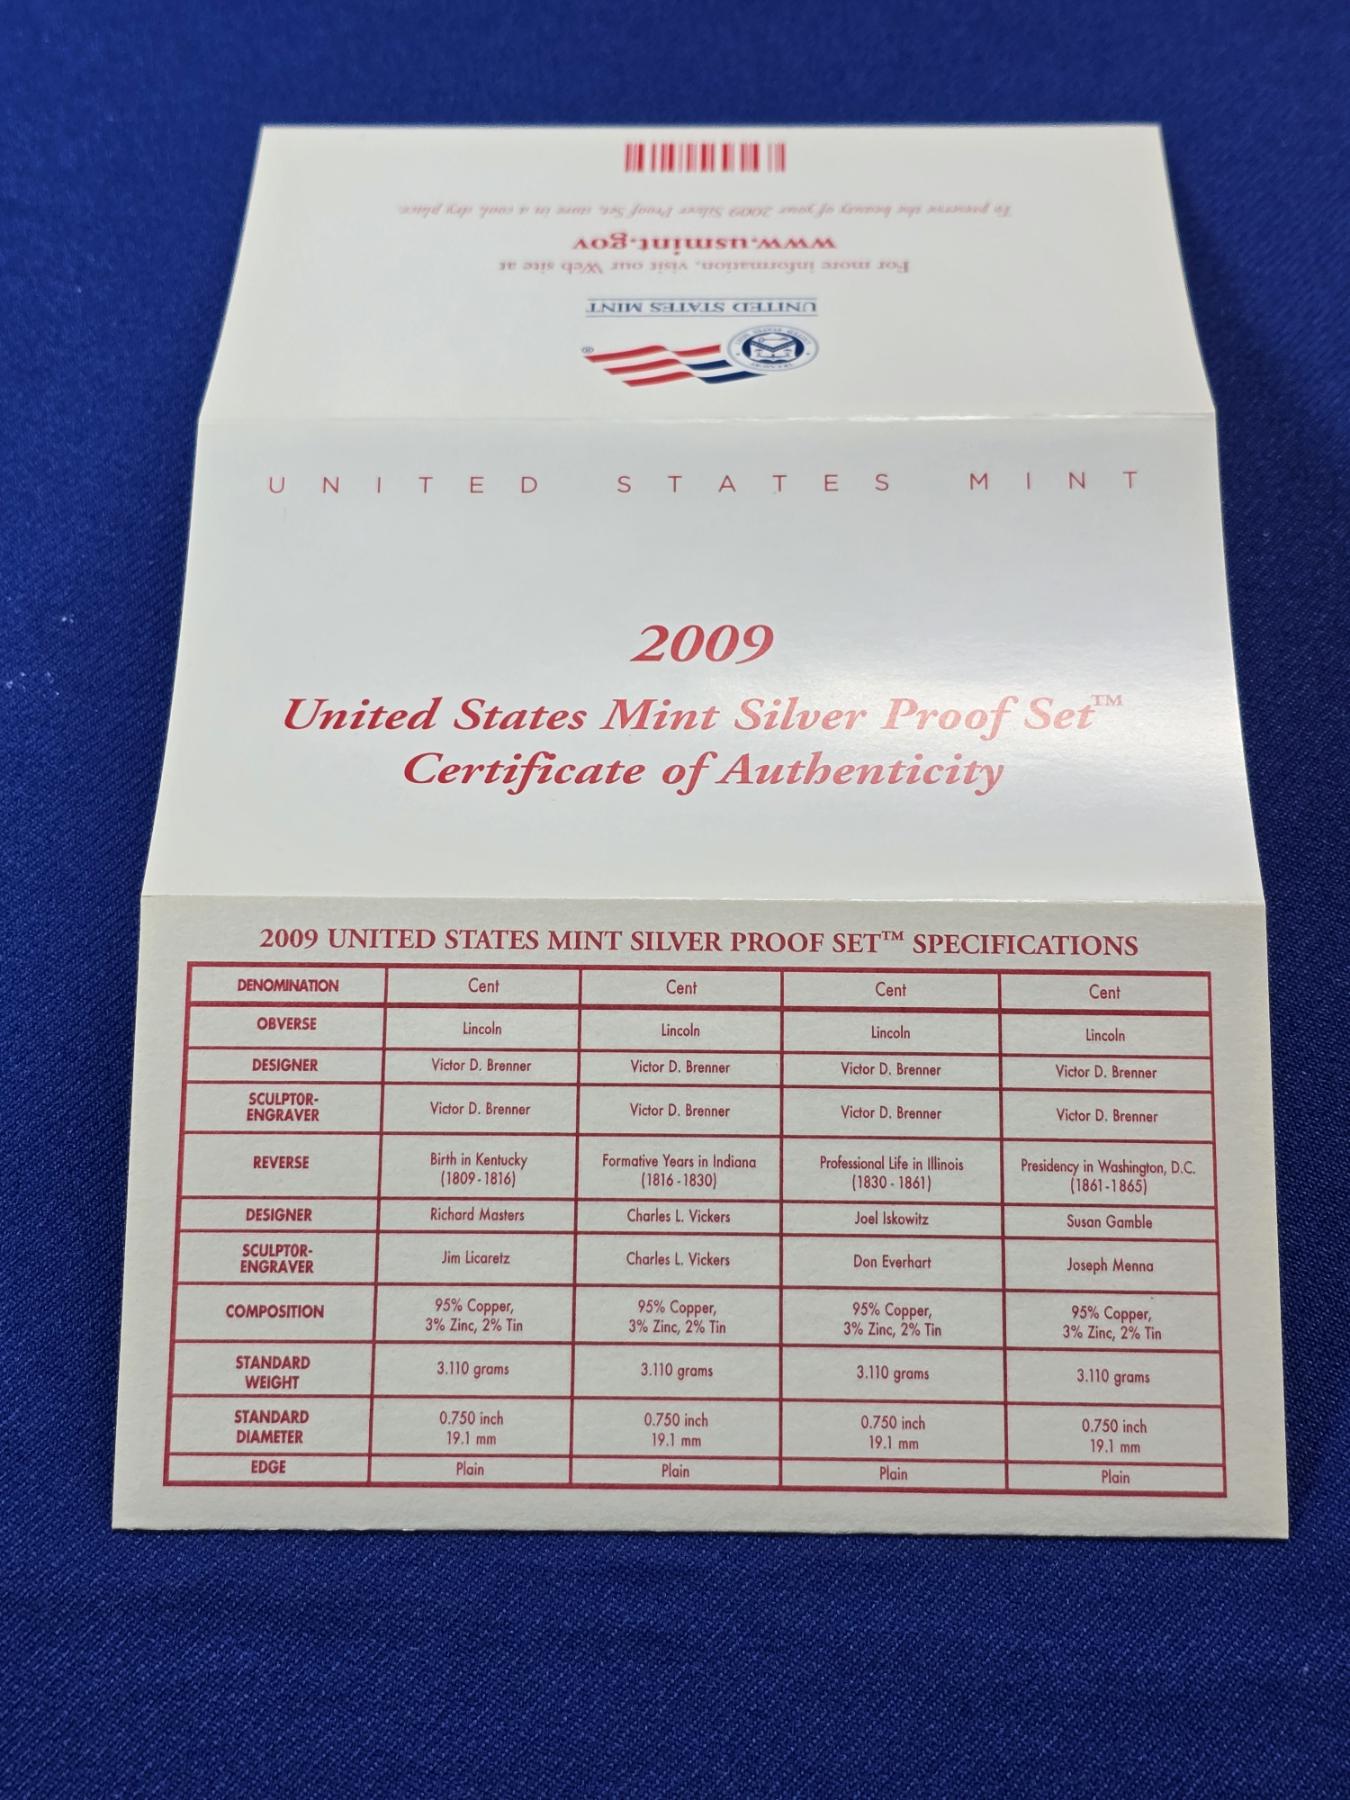 To preserve the beauty of your 2009 Silver Proof Set, store in a cool, dry place.
www.usmint.gov
For more information, visit our Web site at
UNITED STATES MINT
®
UNITED STATES MINT
2009
United States Mint Silver Proof Set™
Certificate of Authenticity
2009 UNITED STATES MINT SILVER PROOF SET™ SPECIFICATIONS
DENOMINATION Cent Cent Cent Cent
OBVERSE Lincoln Lincoln Lincoln Lincoln
DESIGNER Victor D. Brenner Victor D. Brenner Victor D. Brenner Victor D. Brenner
SCULPTOR-
ENGRAVER Victor D. Brenner Victor D. Brenner Victor D. Brenner Victor D. Brenner
REVERSE Birth in Kentucky Formative Years in Indiana Professional Life in Illinois Presidency in Washington, D.C.
(1809-1816) (1816-1830) (1830-1861) (1861-1865)
DESIGNER Richard Masters Charles L. Vickers Joel Iskowitz Susan Gamble
SCULPTOR-
ENGRAVER Jim Licaretz Charles L. Vickers Don Everhart Joseph Menna
COMPOSITION 95% Copper, 95% Copper, 95% Copper, 95% Copper,
3% Zinc, 2% Tin 3% Zinc, 2% Tin 3% Zinc, 2% Tin 3% Zinc, 2% Tin
STANDARD
WEIGHT 3.110 grams 3.110 grams 3.110 grams 3.110 grams
STANDARD 0.750 inch 0.750 inch 0.750 inch 0.750 inch
DIAMETER 19.1 mm 19.1 mm 19.1 mm 19.1 mm
EDGE Plain Plain Plain Plain